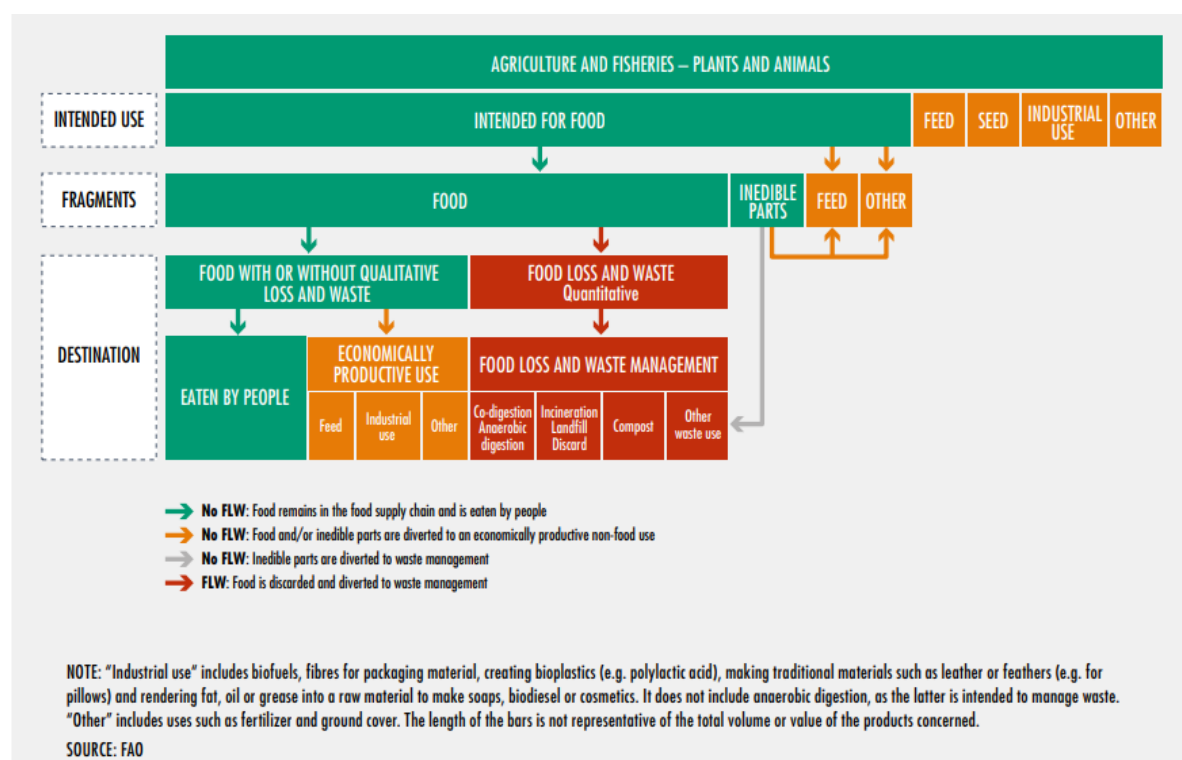 AGRICULTURE AND FISHERIES – PLANTS AND ANIMALS
INTENDED USE
INTENDED FOR FOOD
FEED
SEED
INDUSTRIAL
USE
OTHER
FRAGMENTS
FOOD
INEDIBLE
PARTS
FEED
OTHER
DESTINATION
FOOD WITH OR WITHOUT QUALITATIVE
LOSS AND WASTE
FOOD LOSS AND WASTE
Quantitative
EATEN BY PEOPLE
ECONOMICALLY
PRODUCTIVE USE
Feed
Industrial
use
Other
FOOD LOSS AND WASTE MANAGEMENT
Co-digestion
Anaerobic
digestion
Incineration
Landfill
Discard
Compost
Other
waste use
No FLW: Food remains in the food supply chain and is eaten by people
No FLW: Food and/or inedible parts are diverted to an economically productive non-food use
No FLW: Inedible parts are diverted to waste management
FLW: Food is discarded and diverted to waste management
NOTE: “Industrial use“ includes biofuels, fibres for packaging material, creating bioplastics (e.g. polylactic acid), making traditional materials such as leather or feathers (e.g. for
pillows) and rendering fat, oil or grease into a raw material to make soaps, biodiesel or cosmetics. It does not include anaerobic digestion, as the latter is intended to manage waste.
“Other” includes uses such as fertilizer and ground cover. The length of the bars is not representative of the total volume or value of the products concerned.
SOURCE: FAO